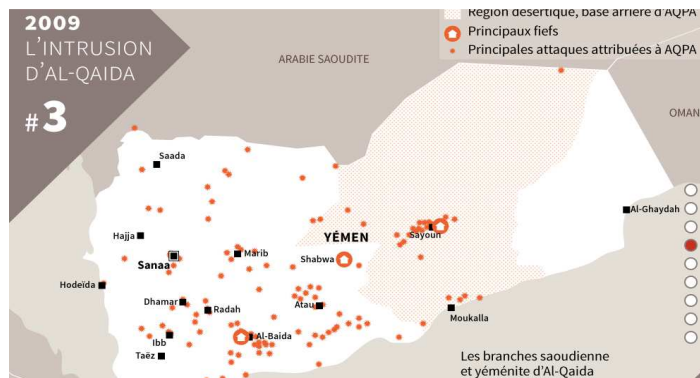 2009
L'INTRUSION
D'AL-QAIDA
#3
Région désertique, base arrière d'AQPA
Principaux fiefs
Principales attaques attribuées à AQPA
ARABIE SAOUDITE
OMAN
Saada
Al-Ghaydah
Hajja
YÉMEN
Sayoun
Sanaa
Marib
Shabwa
Hodeïda
Dhamar
Radah
Atau
Moukalla
Ibb
Al-Baida
Taëz
Les branches saoudienne
et yéménite d'Al-Qaida